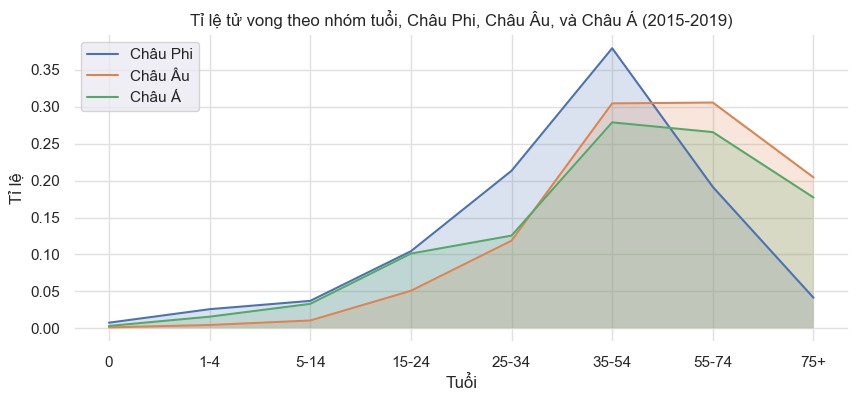 Tỉ lệ tử vong theo nhóm tuổi, Châu Phi, Châu Âu, và Châu Á (2015-2019)
Châu Phi
Châu Âu
Châu Á
0.35
0.30
0.25
0.20
0.15
0.10
0.05
0.00
Tỉ lệ
0 1-4 5-14 15-24 25-34 35-54 55-74 75+
Tuổi